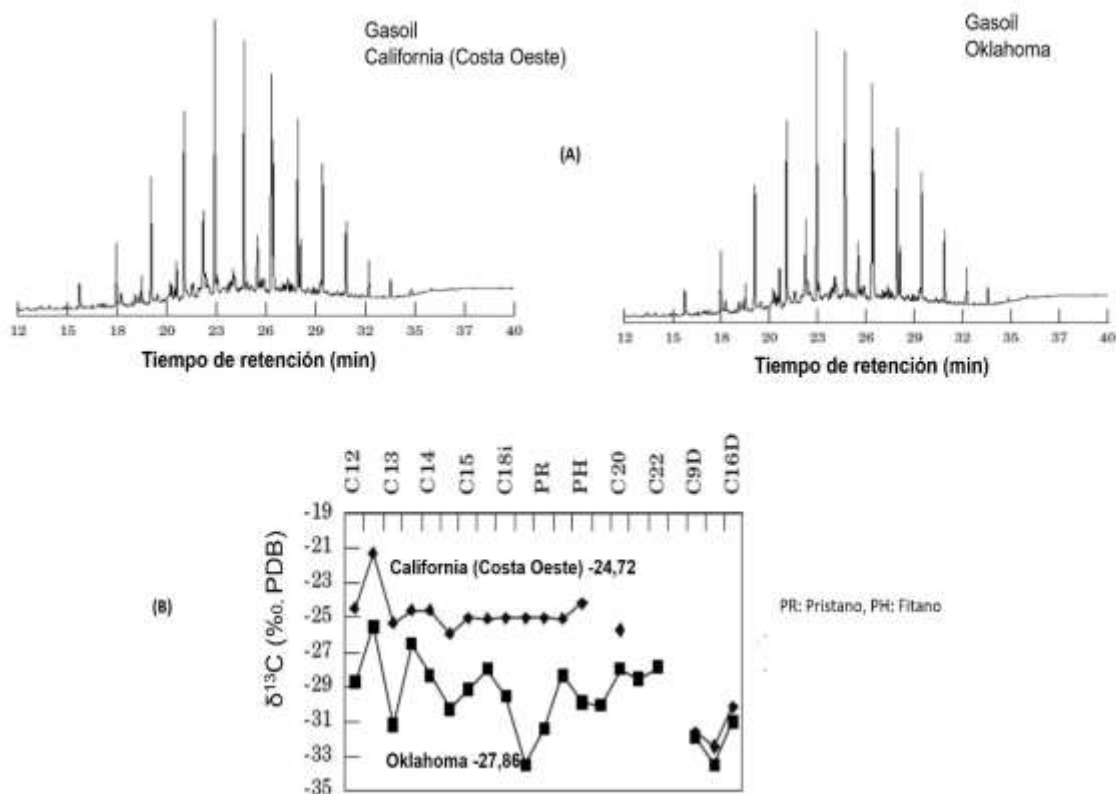 Gasoil
California (Costa Oeste)
Gasoil
Oklahoma
(A)
12 15 18 20 23 26 29 32 35 37 40
Tiempo de retención (min)
12 15 18 20 23 26 29 32 35 37 40
Tiempo de retención (min)
C12 C13 C14 C15 C18i PR PH C20 C22 C9D C16D
-19
-21
-23
-25
-27
-29
-31
-33
-35
δ¹³C (‰. PDB)
California (Costa Oeste) -24,72
(B)
PR: Pristano, PH: Fitano
Oklahoma -27,86